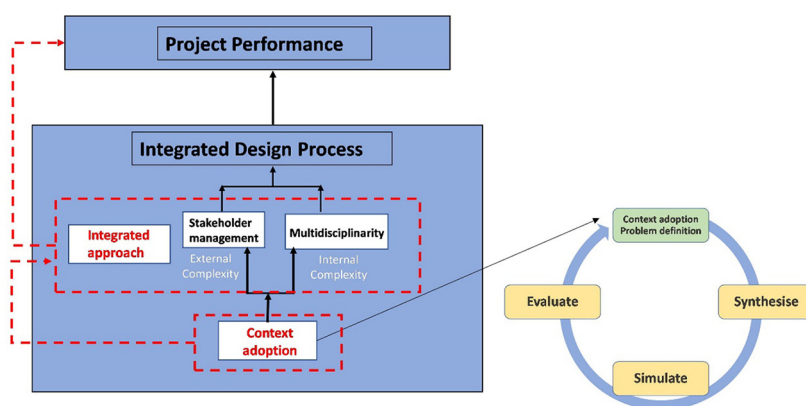 Project Performance
Integrated Design Process
Integrated
approach
Stakeholder
management
Multidisciplinarity
External
Complexity
Internal
Complexity
Context
adoption
Context adoption
Problem definition
Evaluate
Synthesise
Simulate